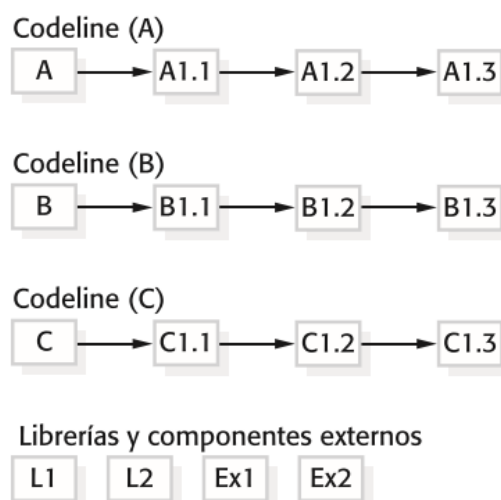 Codeline (A)
A A1.1 A1.2 A1.3
Codeline (B)
B B1.1 B1.2 B1.3
Codeline (C)
C C1.1 C1.2 C1.3
Librerías y componentes externos
L1 L2 Ex1 Ex2